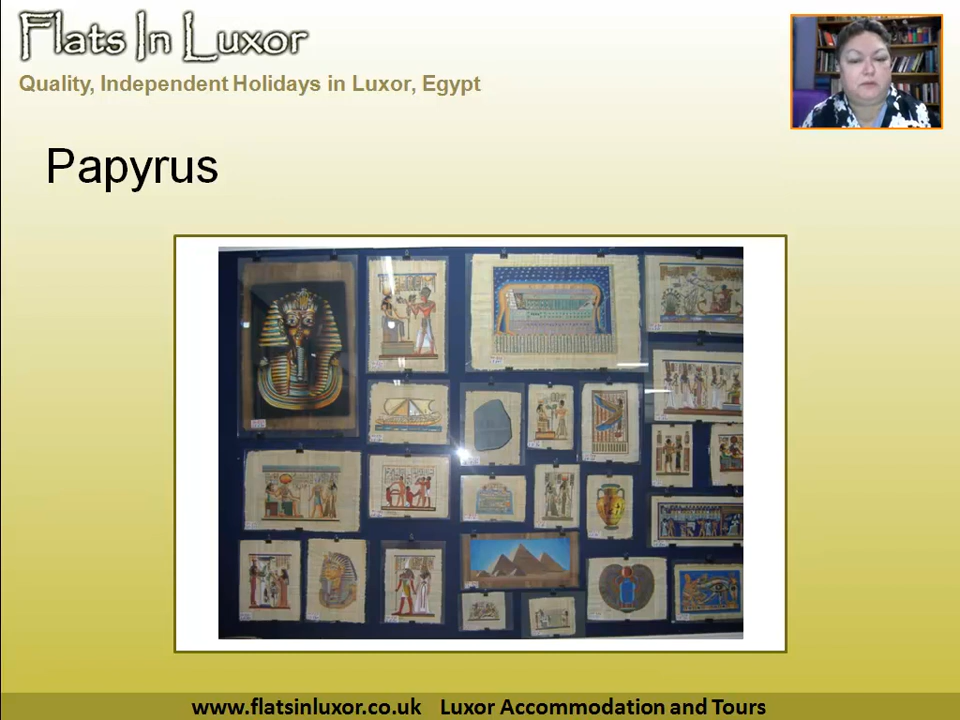 Flats In Luxor
Quality, Independent Holidays in Luxor, Egypt
Papyrus
www.flatsinluxor.co.uk Luxor Accommodation and Tours